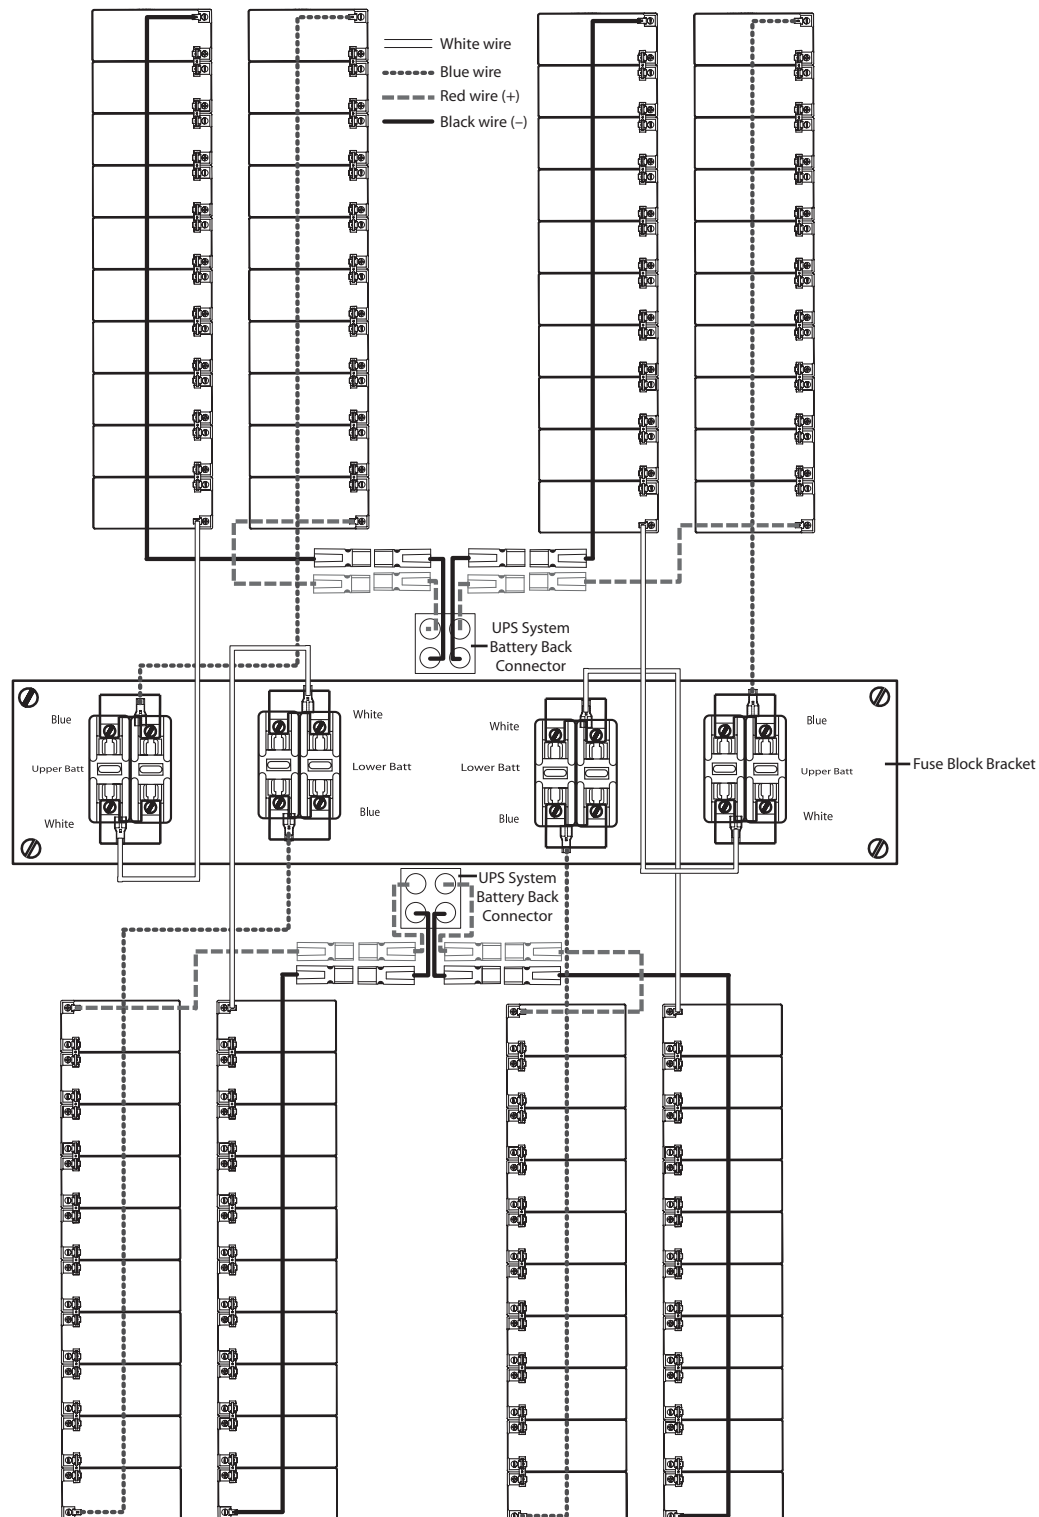 White wire
Blue wire
Red wire (+)
Black wire (–)
UPS System
Battery Back
Connector
Blue
White
White
Blue
Upper Batt
Lower Batt
Lower Batt
Upper Batt
Fuse Block Bracket
White
Blue
Blue
White
UPS System
Battery Back
Connector